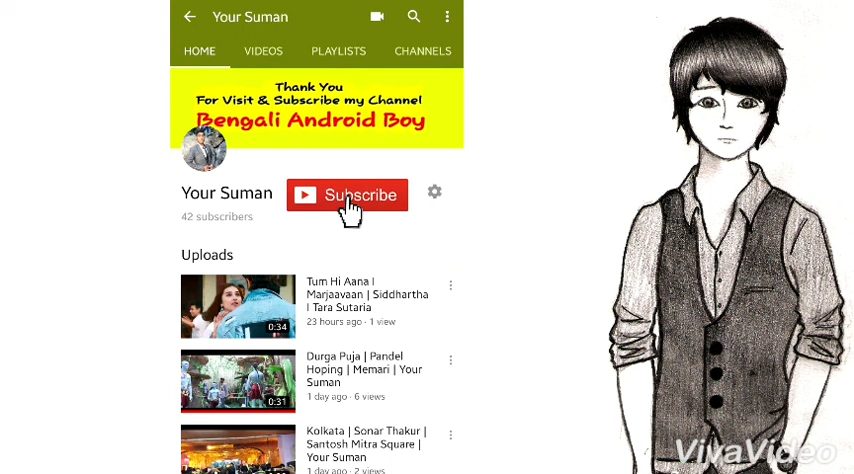 Your Suman
HOME VIDEOS PLAYLISTS CHANNELS
Thank You
For Visit & Subscribe my Channel
Bengali Android Boy
Your Suman
Subscribe
42 subscribers
Uploads
Tum Hi Aana |
Marjaavaan | Siddhartha
| Tara Sutaria
23 hours ago · 1 view
0:34
Durga Puja | Pandel
Hoping | Memari | Your
Suman
1 day ago · 6 views
0:31
Kolkata | Sonar Thakur |
Santosh Mitra Square |
Your Suman
1 day ago · 2 views
VivaVideo